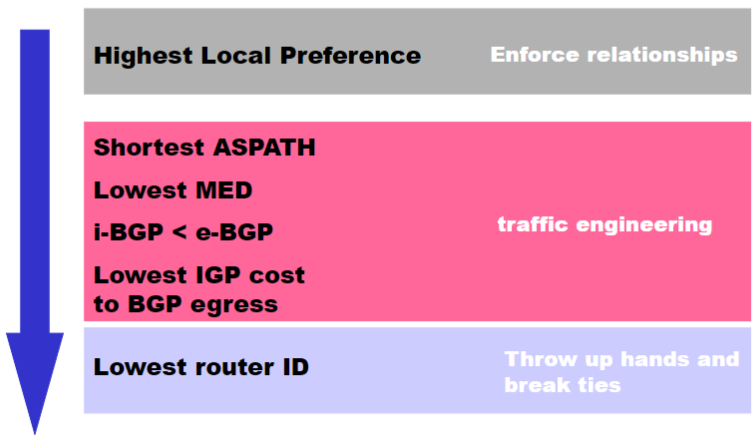 Highest Local Preference
Enforce relationships
Shortest ASPATH
Lowest MED
i-BGP < e-BGP
Lowest IGP cost
to BGP egress
traffic engineering
Lowest router ID
Throw up hands and
break ties